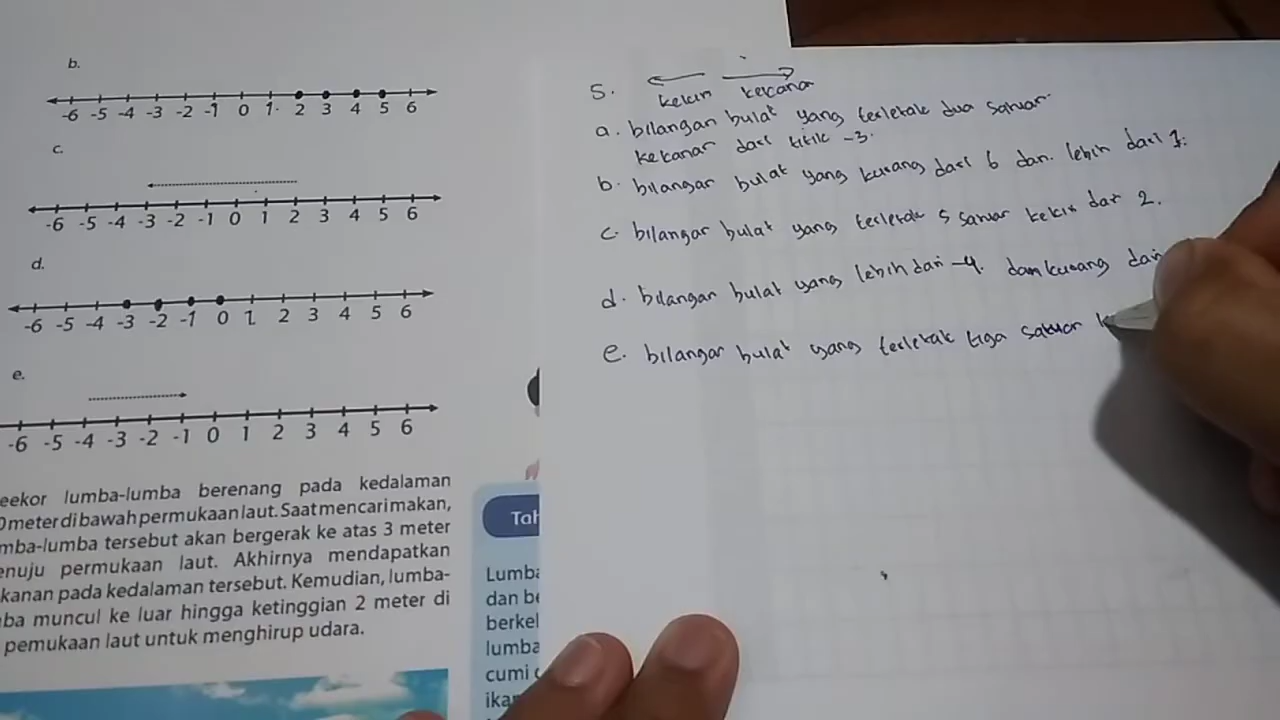 b.
-6 -5 -4 -3 -2 -1 0 1 2 3 4 5 6
c.
-6 -5 -4 -3 -2 -1 0 1 2 3 4 5 6
d.
-6 -5 -4 -3 -2 -1 0 1 2 3 4 5 6
e.
-6 -5 -4 -3 -2 -1 0 1 2 3 4 5 6
eekor lumba-lumba berenang pada kedalaman
0 meter di bawah permukaan laut. Saat mencari makan,
mba-lumba tersebut akan bergerak ke atas 3 meter
enuju permukaan laut. Akhirnya mendapatkan
kanan pada kedalaman tersebut. Kemudian, lumba-
ba muncul ke luar hingga ketinggian 2 meter di
pemukaan laut untuk menghirup udara.
Tah
Lumba
dan be
berkel
lumba
cumi
ikan
5.
kekiri kekanan
a. bilangan bulat yang terletak dua satuan
kekanan dari titik -3.
b. bilangan bulat yang kurang dari 6 dan lebih dari 1.
c. bilangan bulat yang terletak 5 satuan kekiri dari 2.
d. bilangan bulat yang lebih dari -4. dan kurang dari
e. bilangan bulat yang terletak tiga satuan k